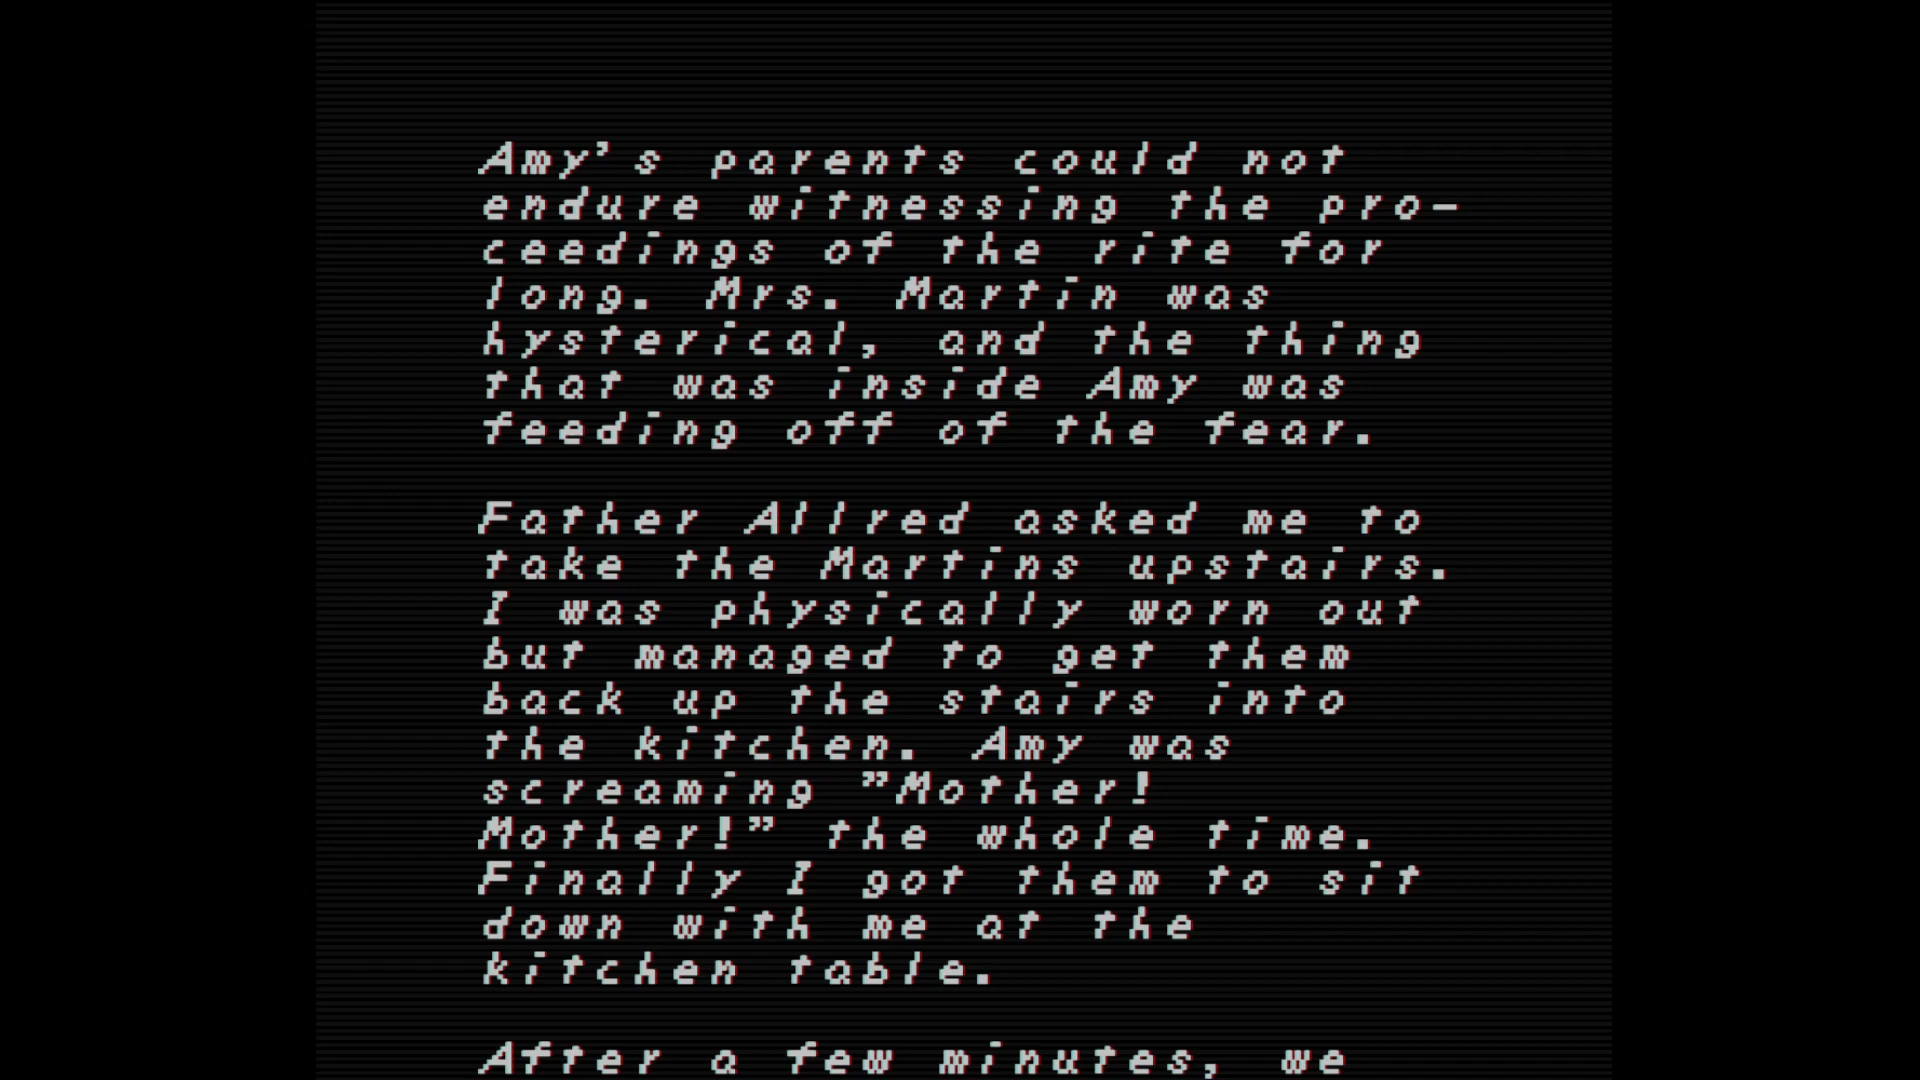 Amy's parents could not
endure witnessing the pro-
ceedings of the rite for
long. Mrs. Martin was
hysterical, and the thing
that was inside Amy was
feeding off of the fear.
Father Allred asked me to
take the Martins upstairs.
I was physically worn out
but managed to get them
back up the stairs into
the kitchen. Amy was
screaming "Mother!
Mother!" the whole time.
Finally I got them to sit
down with me at the
kitchen table.
After a few minutes, we